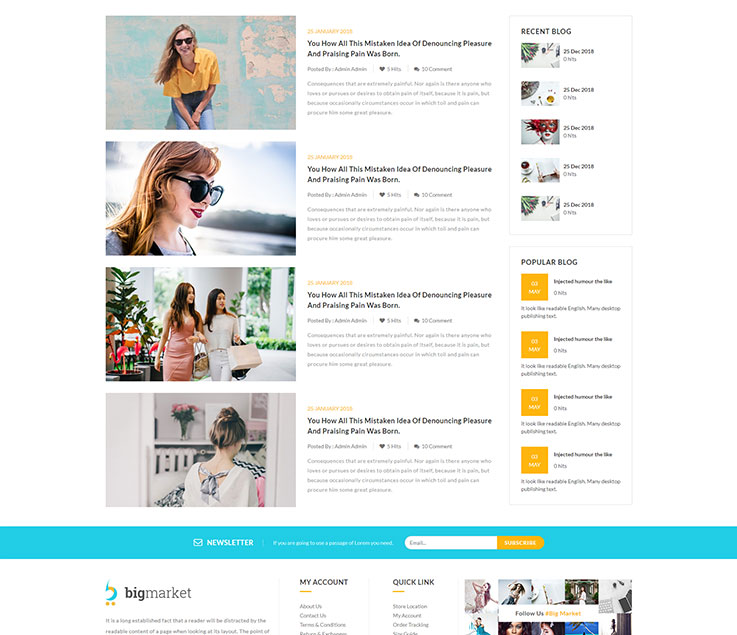 25 JANUARY 2018
You How All This Mistaken Idea Of Denouncing Pleasure
And Praising Pain Was Born.
Posted By : Admin Admin 5 Hits 10 Comment
Consequences that are extremely painful. Nor again is there anyone who
loves or pursues or desires to obtain pain of itself, because it is pain, but
because occasionally circumstances occur in which toil and pain can
procure him some great pleasure.
25 JANUARY 2018
You How All This Mistaken Idea Of Denouncing Pleasure
And Praising Pain Was Born.
Posted By : Admin Admin 5 Hits 10 Comment
Consequences that are extremely painful. Nor again is there anyone who
loves or pursues or desires to obtain pain of itself, because it is pain, but
because occasionally circumstances occur in which toil and pain can
procure him some great pleasure.
25 JANUARY 2018
You How All This Mistaken Idea Of Denouncing Pleasure
And Praising Pain Was Born.
Posted By : Admin Admin 5 Hits 10 Comment
Consequences that are extremely painful. Nor again is there anyone who
loves or pursues or desires to obtain pain of itself, because it is pain, but
because occasionally circumstances occur in which toil and pain can
procure him some great pleasure.
25 JANUARY 2018
You How All This Mistaken Idea Of Denouncing Pleasure
And Praising Pain Was Born.
Posted By : Admin Admin 5 Hits 10 Comment
Consequences that are extremely painful. Nor again is there anyone who
loves or pursues or desires to obtain pain of itself, because it is pain, but
because occasionally circumstances occur in which toil and pain can
procure him some great pleasure.
RECENT BLOG
25 Dec 2018
0 hits
25 Dec 2018
0 hits
25 Dec 2018
0 hits
25 Dec 2018
0 hits
25 Dec 2018
0 hits
POPULAR BLOG
03
MAY
Injected humour the like
0 hits
It look like readable English. Many desktop
publishing text.
03
MAY
Injected humour the like
0 hits
It look like readable English. Many desktop
publishing text.
03
MAY
Injected humour the like
0 hits
It look like readable English. Many desktop
publishing text.
03
MAY
Injected humour the like
0 hits
It look like readable English. Many desktop
publishing text.
NEWSLETTER
If you are going to use a passage of Lorem you need.
Email...
SUBSCRIBE
bigmarket
It is a long established fact that a reader will be distracted by the
readable content of a page when looking at its layout. The point of
MY ACCOUNT
About Us
Contact Us
Terms & Conditions
Return & Exchanges
QUICK LINK
Store Location
My Account
Order Tracking
Size Guide
Follow Us #Big Market